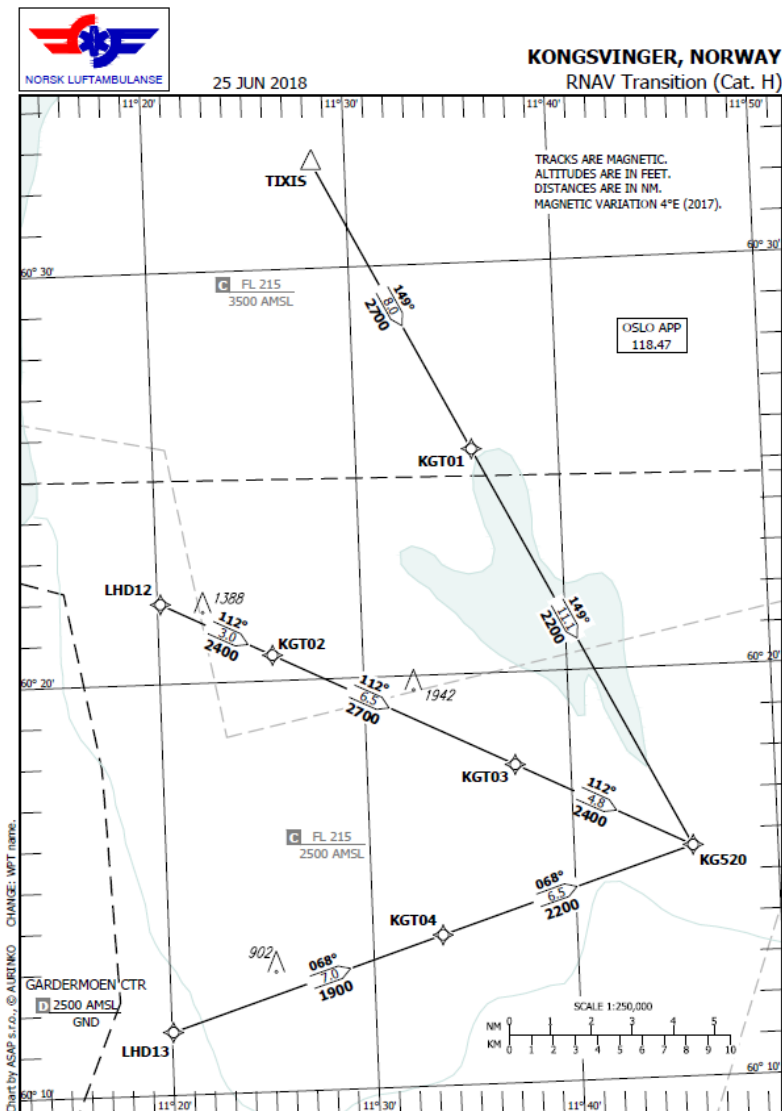 NORSK LUFTAMBULANSE
25 JUN 2018
KONGSVINGER, NORWAY
RNAV Transition (Cat. H)
11° 20'
11° 30'
11° 40'
11° 50'
TIXIS
TRACKS ARE MAGNETIC.
ALTITUDES ARE IN FEET.
DISTANCES ARE IN NM.
MAGNETIC VARIATION 4°E (2017).
60° 30'
60° 30'
C FL 215
3500 AMSL
149°
8.0
2700
OSLO APP
118.47
KGT01
LHD12
1388
112°
3.0
2400
KGT02
149°
11.1
2200
60° 20'
60° 20'
112°
6.5
2700
1942
KGT03
112°
4.8
2400
C FL 215
2500 AMSL
KG520
KGT04
068°
6.5
2200
902
068°
7.0
1900
GARDERMOEN CTR
D 2500 AMSL
GND
LHD13
SCALE 1:250,000
NM 0 1 2 3 4 5
KM 0 1 2 3 4 5 6 7 8 9 10
60° 10'
60° 10'
11° 20'
11° 30'
11° 40'
Chart by ASAP s.r.o., © AURINKO CHANGE: WPT name.